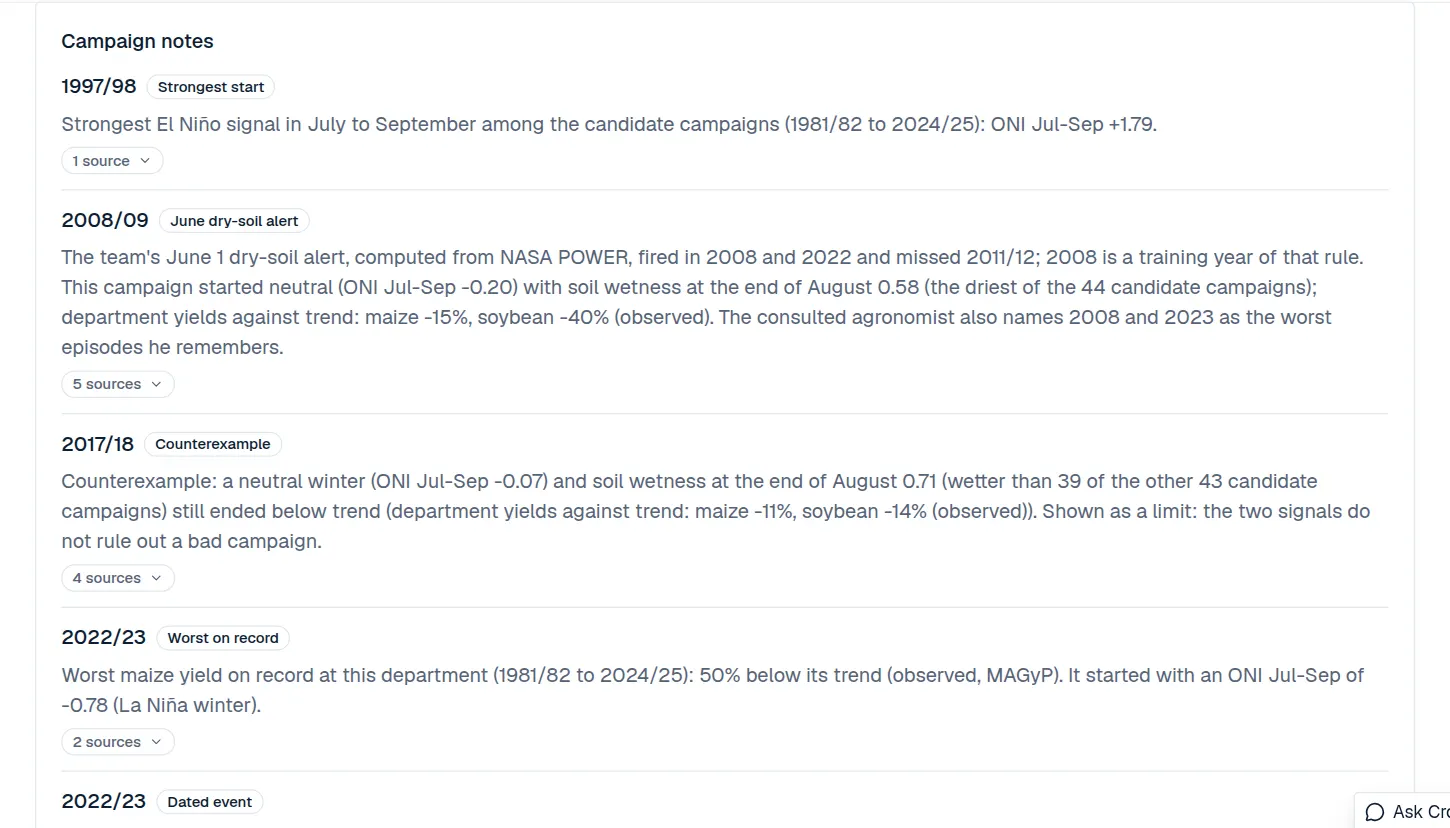 Campaign notes
1997/98 Strongest start
Strongest El Niño signal in July to September among the candidate campaigns (1981/82 to 2024/25): ONI Jul-Sep +1.79.
1 source
2008/09 June dry-soil alert
The team's June 1 dry-soil alert, computed from NASA POWER, fired in 2008 and 2022 and missed 2011/12; 2008 is a training year of that rule.
This campaign started neutral (ONI Jul-Sep -0.20) with soil wetness at the end of August 0.58 (the driest of the 44 candidate campaigns);
department yields against trend: maize -15%, soybean -40% (observed). The consulted agronomist also names 2008 and 2023 as the worst
episodes he remembers.
5 sources
2017/18 Counterexample
Counterexample: a neutral winter (ONI Jul-Sep -0.07) and soil wetness at the end of August 0.71 (wetter than 39 of the other 43 candidate
campaigns) still ended below trend (department yields against trend: maize -11%, soybean -14% (observed)). Shown as a limit: the two signals do
not rule out a bad campaign.
4 sources
2022/23 Worst on record
Worst maize yield on record at this department (1981/82 to 2024/25): 50% below its trend (observed, MAGyP). It started with an ONI Jul-Sep of
-0.78 (La Niña winter).
2 sources
2022/23 Dated event
Ask Cro